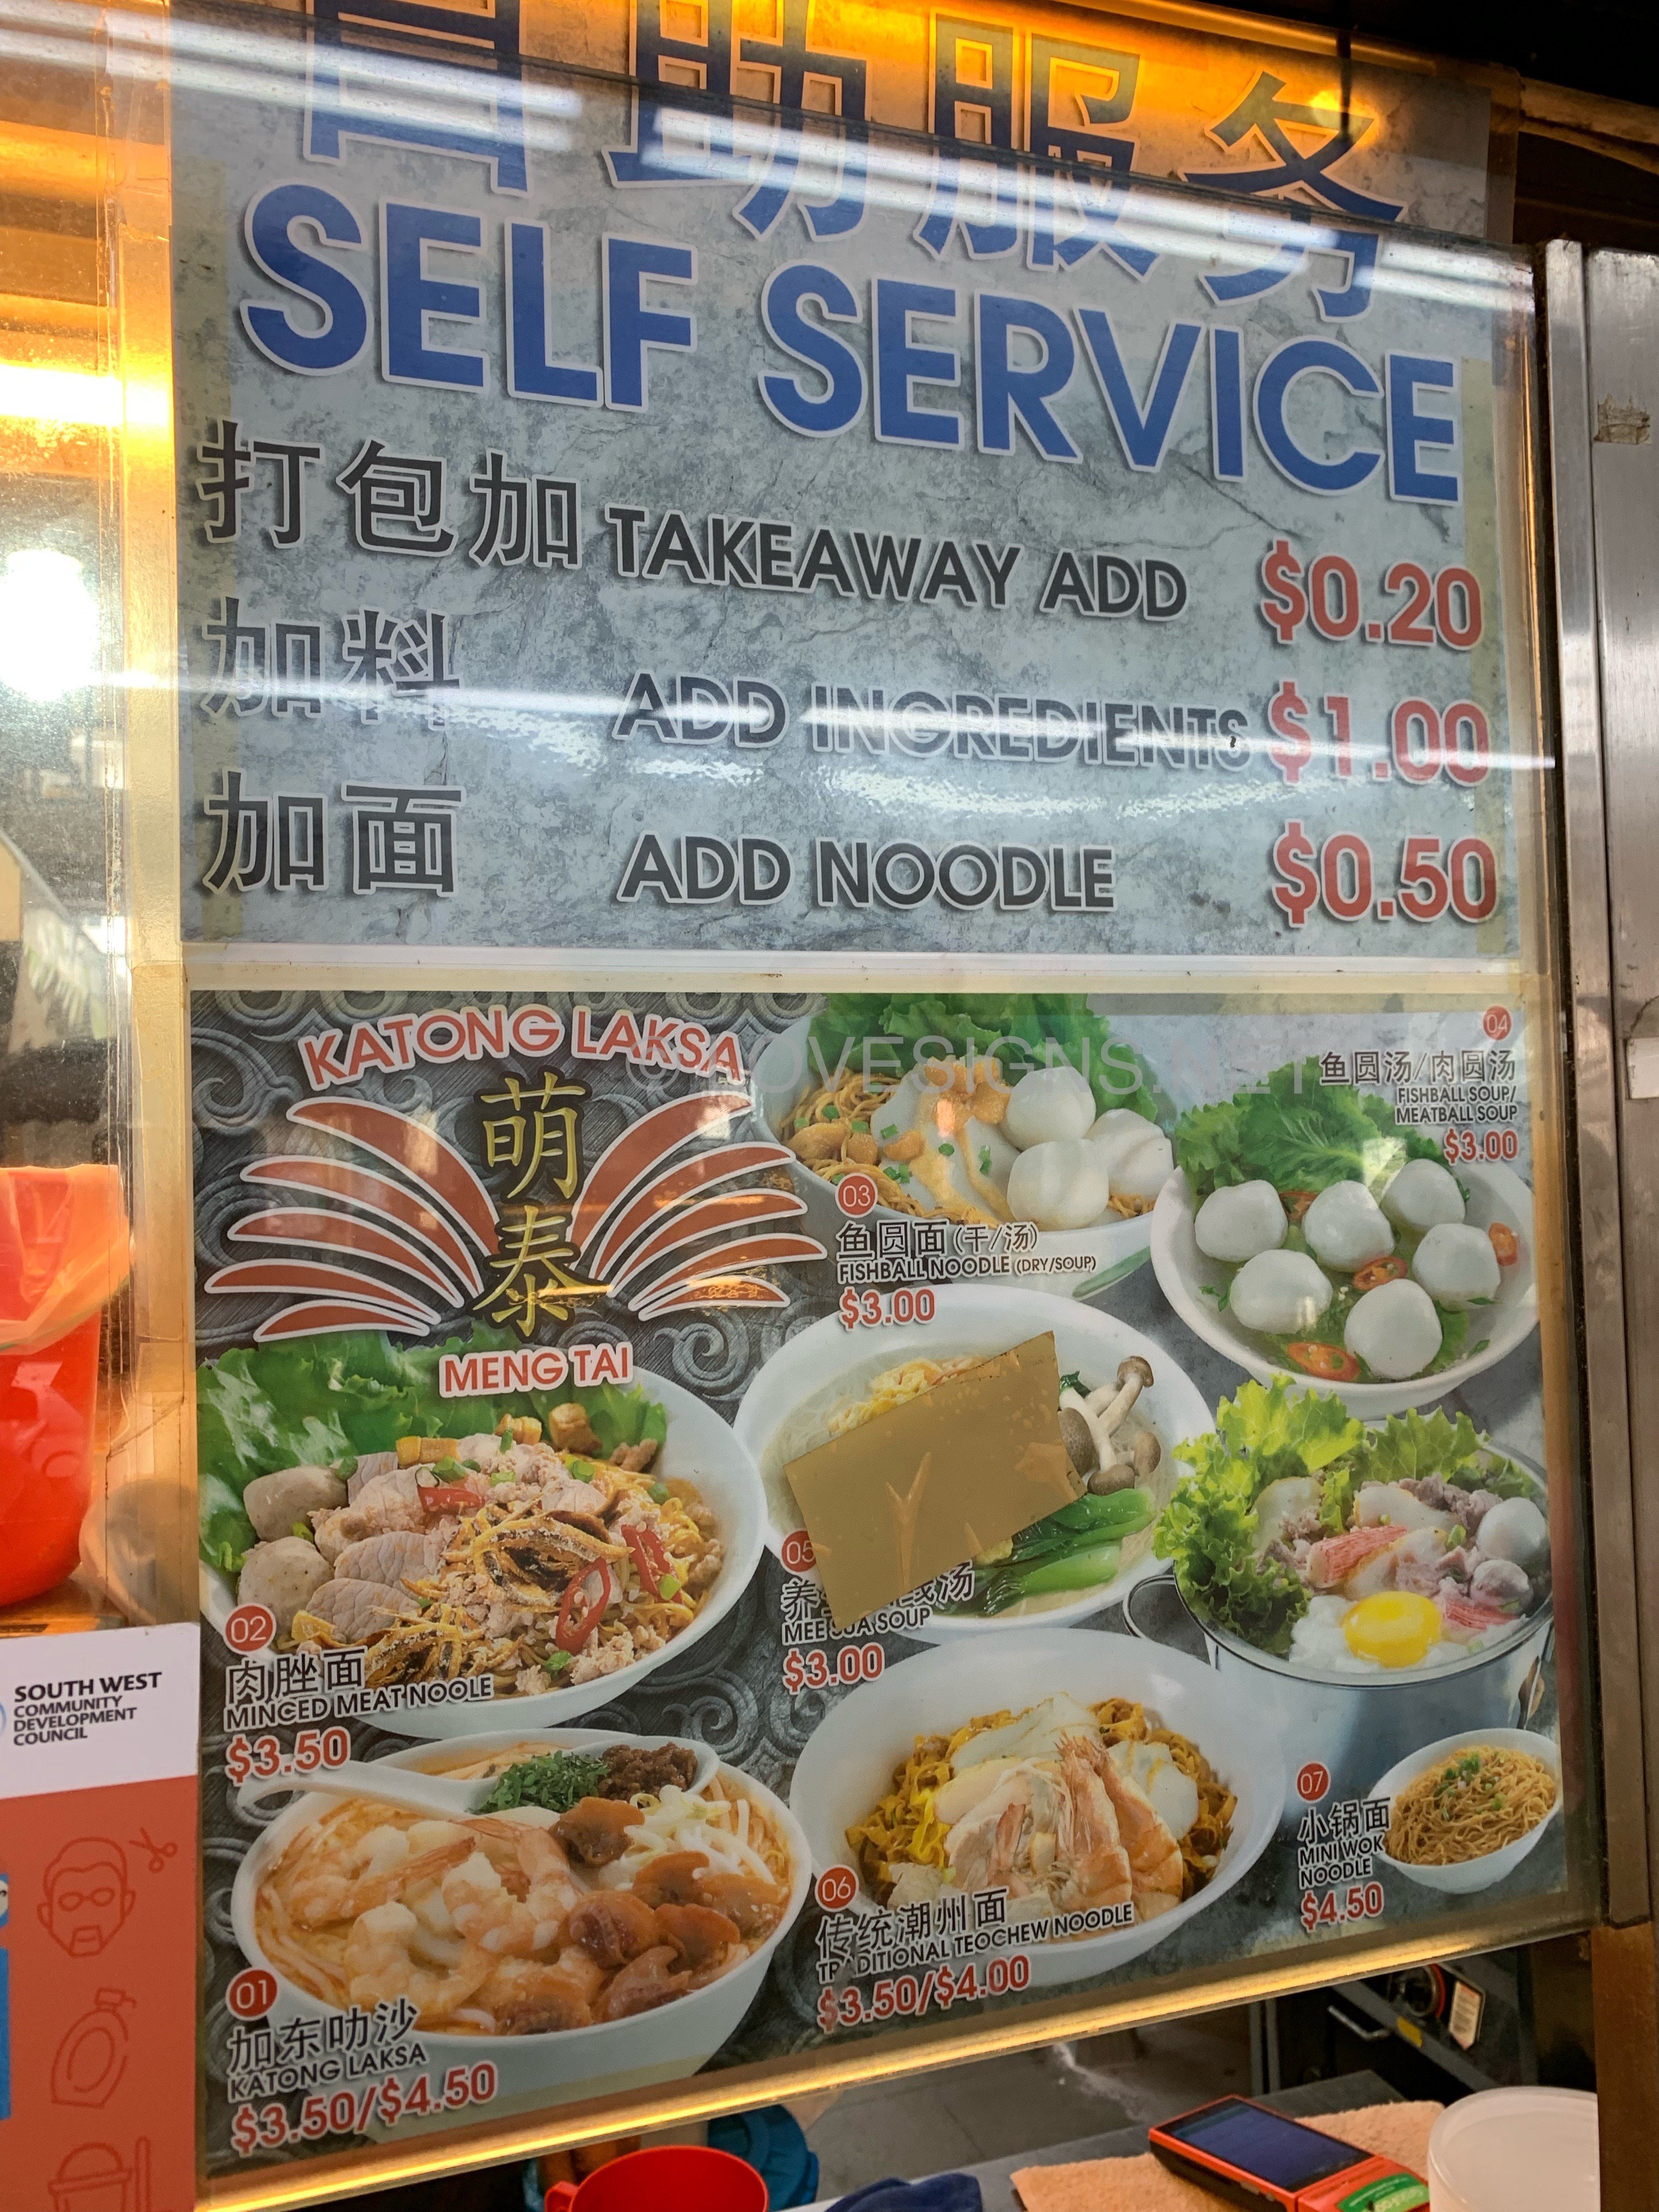 自助服务
SELF SERVICE
打包加 TAKEAWAY ADD $0.20
加料 ADD INGREDIENTS $1.00
加面 ADD NOODLE $0.50
KATONG LAKSA
萌泰
MENG TAI
03
鱼圆面(干/汤)
FISHBALL NOODLE (DRY/SOUP)
$3.00
04
鱼圆汤/肉圆汤
FISHBALL SOUP/
MEATBALL SOUP
$3.00
02
肉脞面
MINCED MEAT NOOLE
$3.50
05
养 线汤
MEE SUA SOUP
$3.00
01
加东叻沙
KATONG LAKSA
$3.50/$4.50
06
传统潮州面
TRADITIONAL TEOCHEW NOODLE
$3.50/$4.00
07
小锅面
MINI WOK
NOODLE
$4.50
SOUTH WEST
COMMUNITY
DEVELOPMENT
COUNCIL